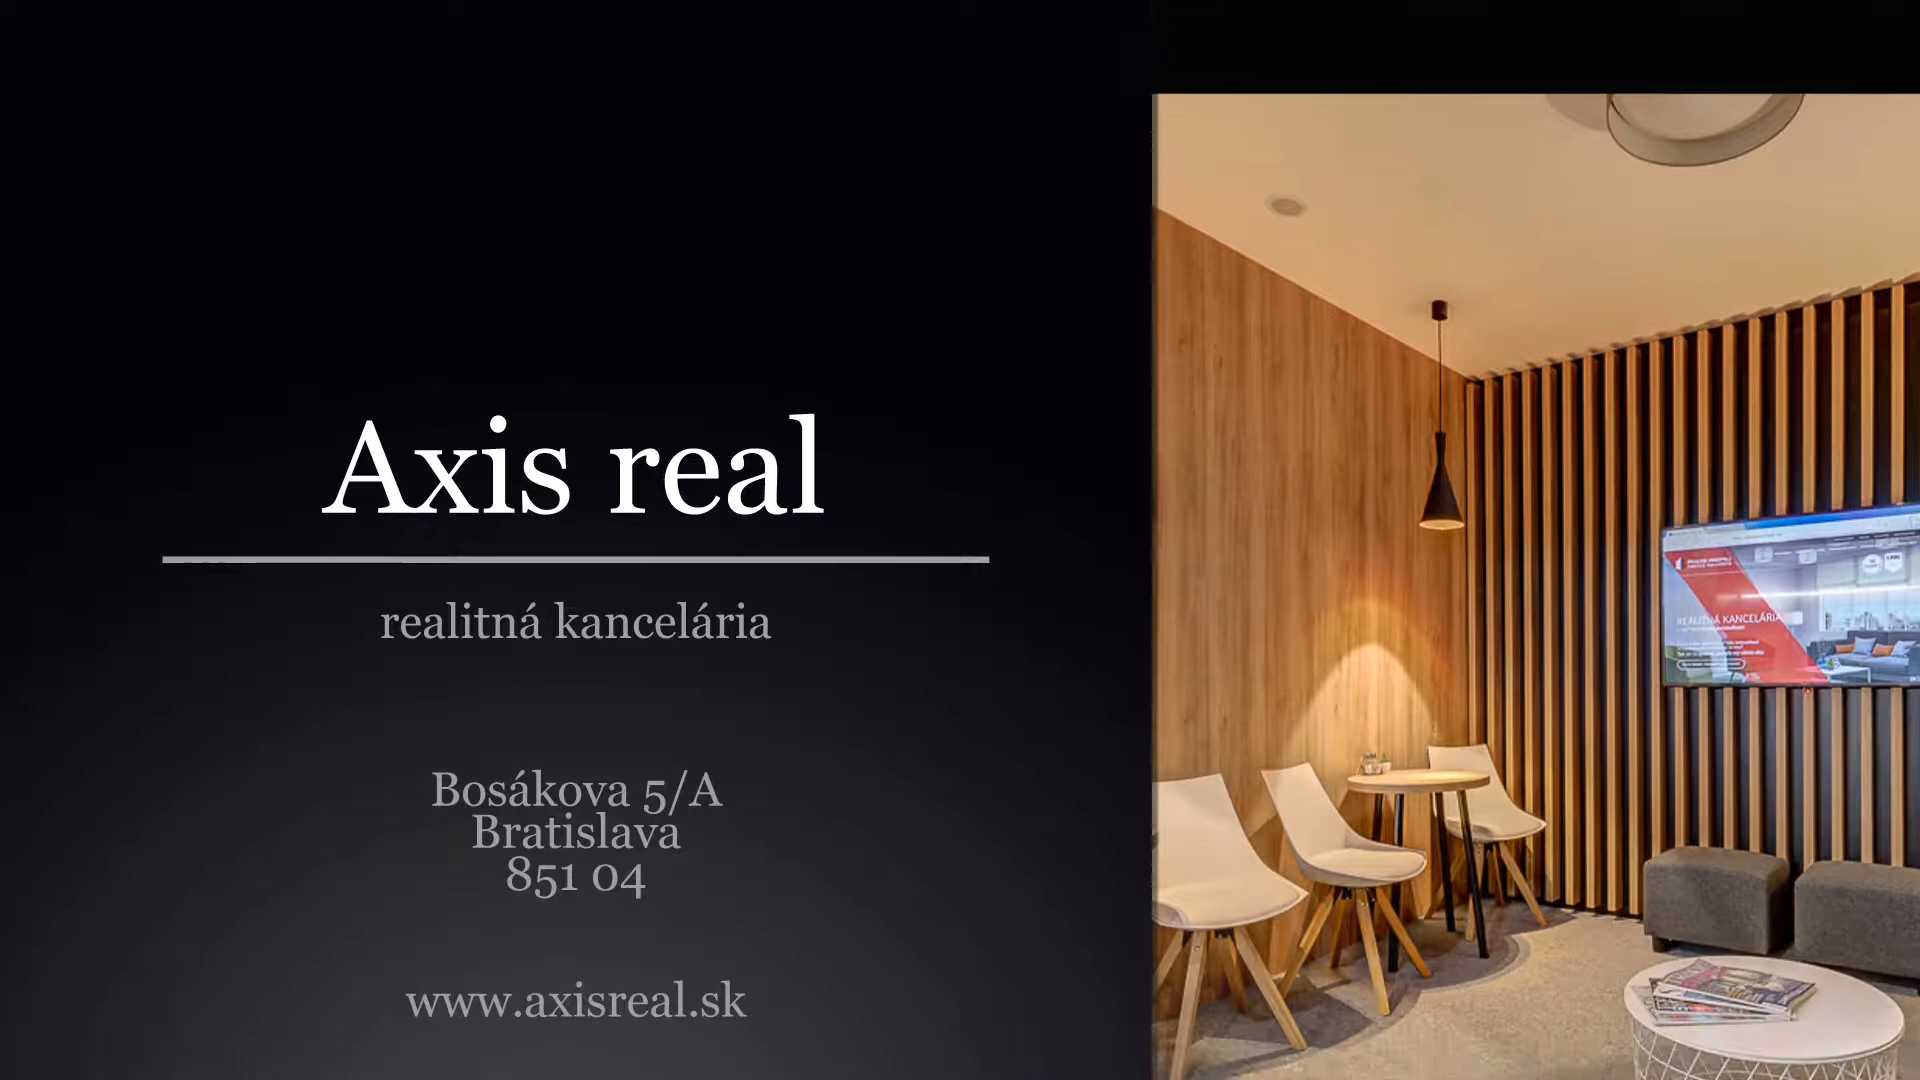 Axis real
realitná kancelária
Bosákova 5/A
Bratislava
851 04
www.axisreal.sk
REALITNÁ KANCELÁRIA